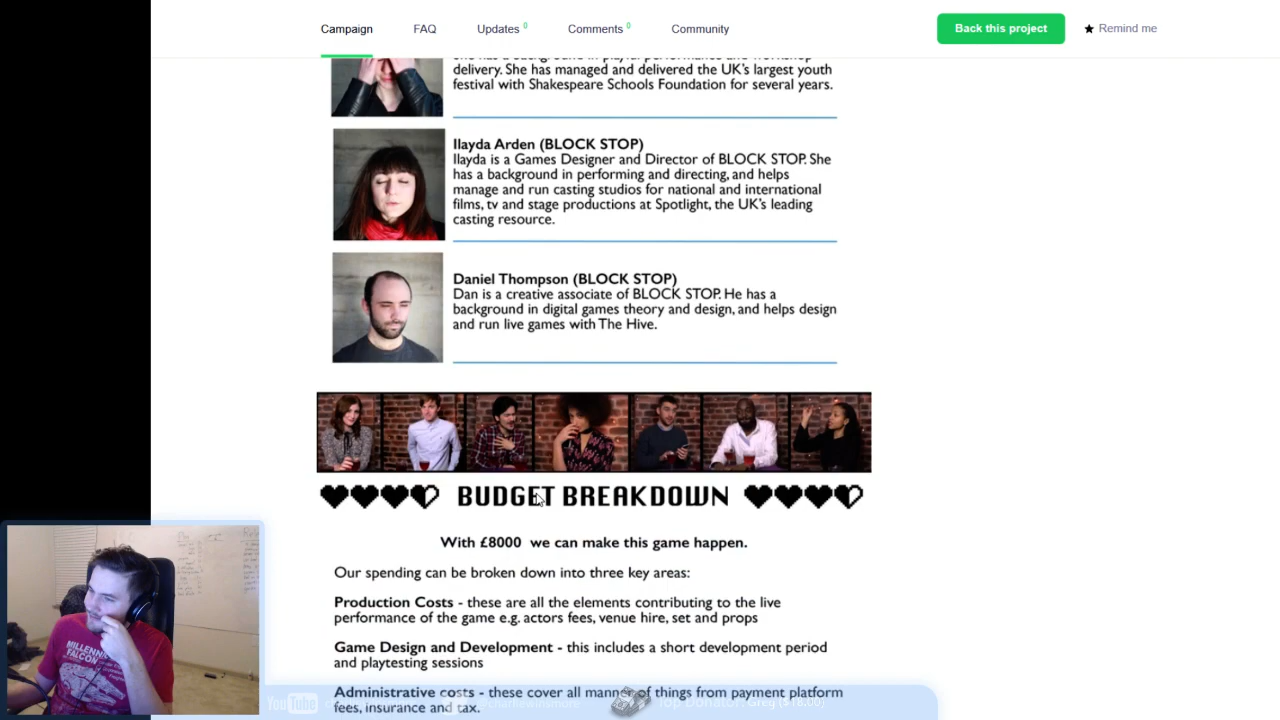 Campaign FAQ Updates 0 Comments 0 Community Back this project Remind me
delivery. She has managed and delivered the UK's largest youth
festival with Shakespeare Schools Foundation for several years.
Ilayda Arden (BLOCK STOP)
Ilayda is a Games Designer and Director of BLOCK STOP. She
has a background in performing and directing, and helps
manage and run casting studios for national and international
films, tv and stage productions at Spotlight, the UK's leading
casting resource.
Daniel Thompson (BLOCK STOP)
Dan is a creative associate of BLOCK STOP. He has a
background in digital games theory and design, and helps design
and run live games with The Hive.
BUDGET BREAKDOWN
With £8000 we can make this game happen.
Our spending can be broken down into three key areas:
Production Costs - these are all the elements contributing to the live
performance of the game e.g. actors fees, venue hire, set and props
Game Design and Development - this includes a short development period
and playtesting sessions
Administrative costs - these cover all manner of things from payment platform
fees, insurance and tax.
YouTube
Top Donator: Greg ($18.00)
MILLENN
FALCON